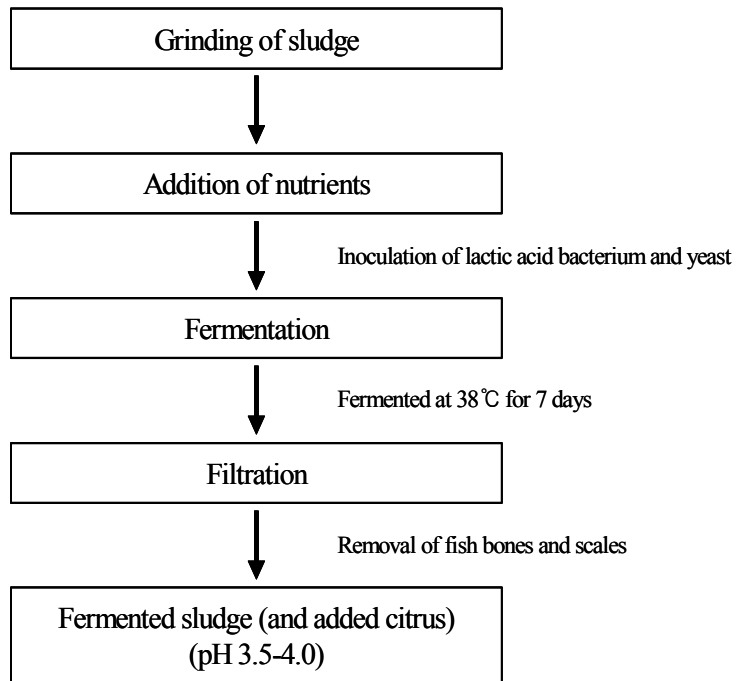 Grinding of sludge
Addition of nutrients
Inoculation of lactic acid bacterium and yeast
Fermentation
Fermented at 38℃ for 7 days
Filtration
Removal of fish bones and scales
Fermented sludge (and added citrus)
(pH 3.5-4.0)